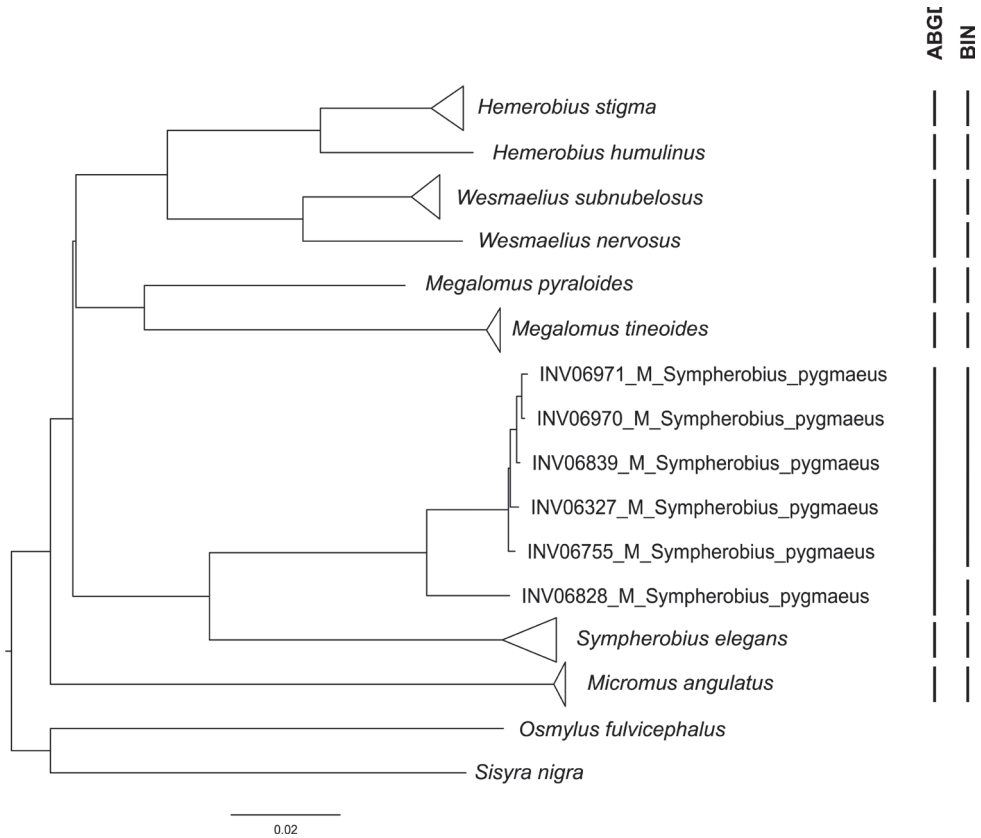 ABGD
BIN
Hemerobius stigma
Hemerobius humulinus
Wesmaelius subnubelosus
Wesmaelius nervosus
Megalomus pyraloides
Megalomus tineoides
INV06971_M_Sympherobius_pygmaeus
INV06970_M_Sympherobius_pygmaeus
INV06839_M_Sympherobius_pygmaeus
INV06327_M_Sympherobius_pygmaeus
INV06755_M_Sympherobius_pygmaeus
INV06828_M_Sympherobius_pygmaeus
Sympherobius elegans
Micromus angulatus
Osmylus fulvicephalus
Sisyra nigra
0.02